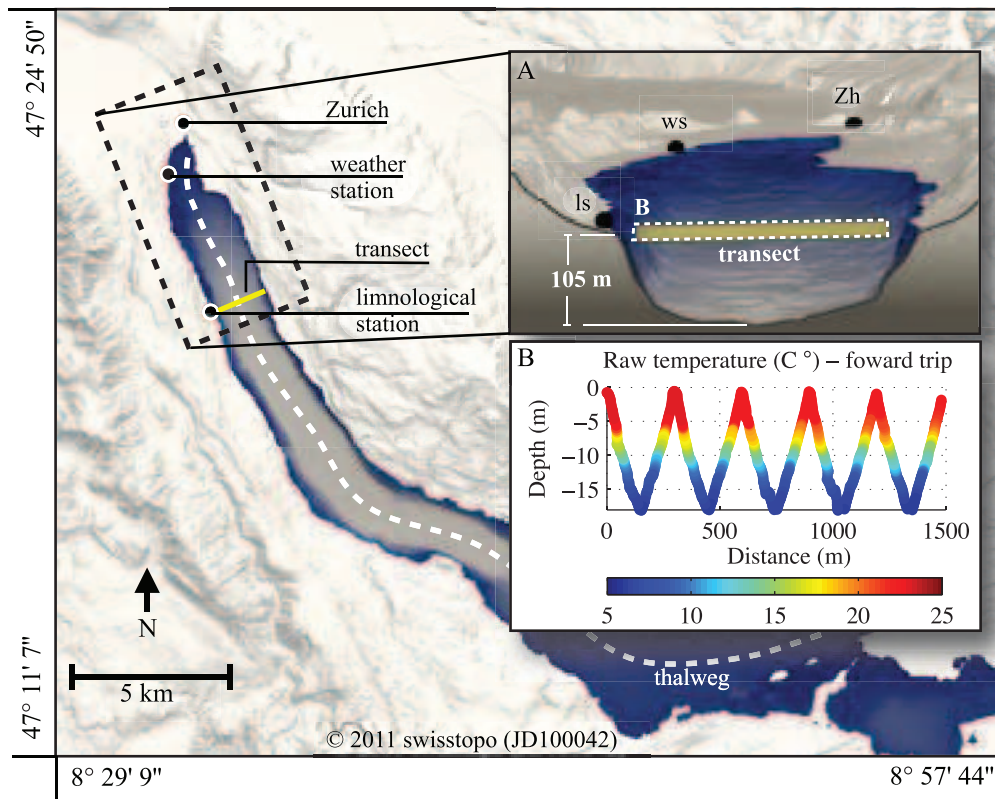 47° 24' 50"
47° 11' 7"
8° 29' 9"
8° 57' 44"
Zurich
weather
station
transect
limnological
station
N
5 km
thalweg
© 2011 swisstopo (JD100042)
A
Zh
ws
ls
B
transect
105 m
B
Raw temperature (C °) – foward trip
Depth (m)
0
−5
−10
−15
0
500
1000
1500
Distance (m)
5
10
15
20
25